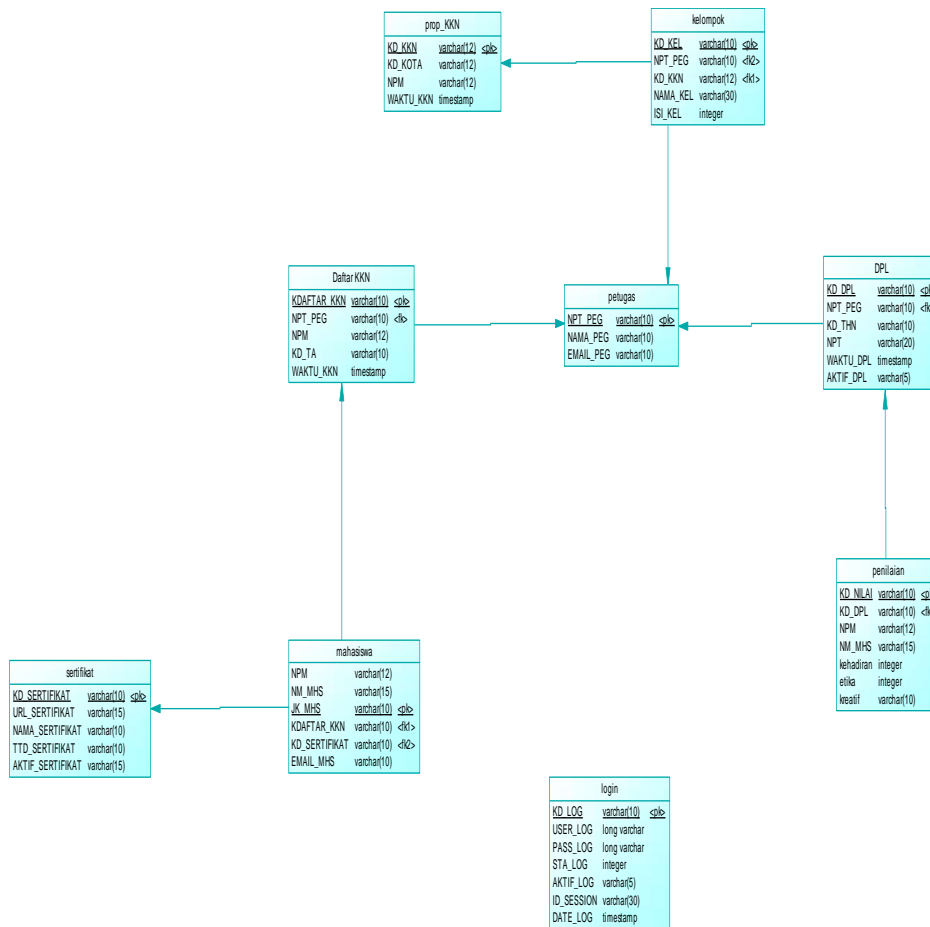 prop_KKN
KD_KKN varchar(12) <pk>
KD_KOTA varchar(12)
NPM varchar(12)
WAKTU_KKN timestamp
kelompok
KD_KEL varchar(10) <pk>
NPT_PEG varchar(10) <fk2>
KD_KKN varchar(12) <fk1>
NAMA_KEL varchar(30)
ISI_KEL integer
Daftar KKN
KDAFTAR_KKN varchar(10) <pk>
NPT_PEG varchar(10) <fk>
NPM varchar(12)
KD_TA varchar(10)
WAKTU_KKN timestamp
petugas
NPT_PEG varchar(10) <pk>
NAMA_PEG varchar(10)
EMAIL_PEG varchar(10)
DPL
KD_DPL varchar(10) <pk
NPT_PEG varchar(10) <fk
KD_THN varchar(10)
NPT varchar(20)
WAKTU_DPL timestamp
AKTIF_DPL varchar(5)
penilaian
KD_NILAI varchar(10) <p
KD_DPL varchar(10) <fk
NPM varchar(12)
NM_MHS varchar(15)
kehadiran integer
etika integer
kreatif varchar(10)
mahasiswa
NPM varchar(12)
NM_MHS varchar(15)
JK_MHS varchar(10) <pk>
KDAFTAR_KKN varchar(10) <fk1>
KD_SERTIFIKAT varchar(10) <fk2>
EMAIL_MHS varchar(10)
sertifikat
KD_SERTIFIKAT varchar(10) <pk>
URL_SERTIFIKAT varchar(15)
NAMA_SERTIFIKAT varchar(10)
TTD_SERTIFIKAT varchar(10)
AKTIF_SERTIFIKAT varchar(15)
login
KD_LOG varchar(10) <pk>
USER_LOG long varchar
PASS_LOG long varchar
STA_LOG integer
AKTIF_LOG varchar(5)
ID_SESSION varchar(30)
DATE_LOG timestamp